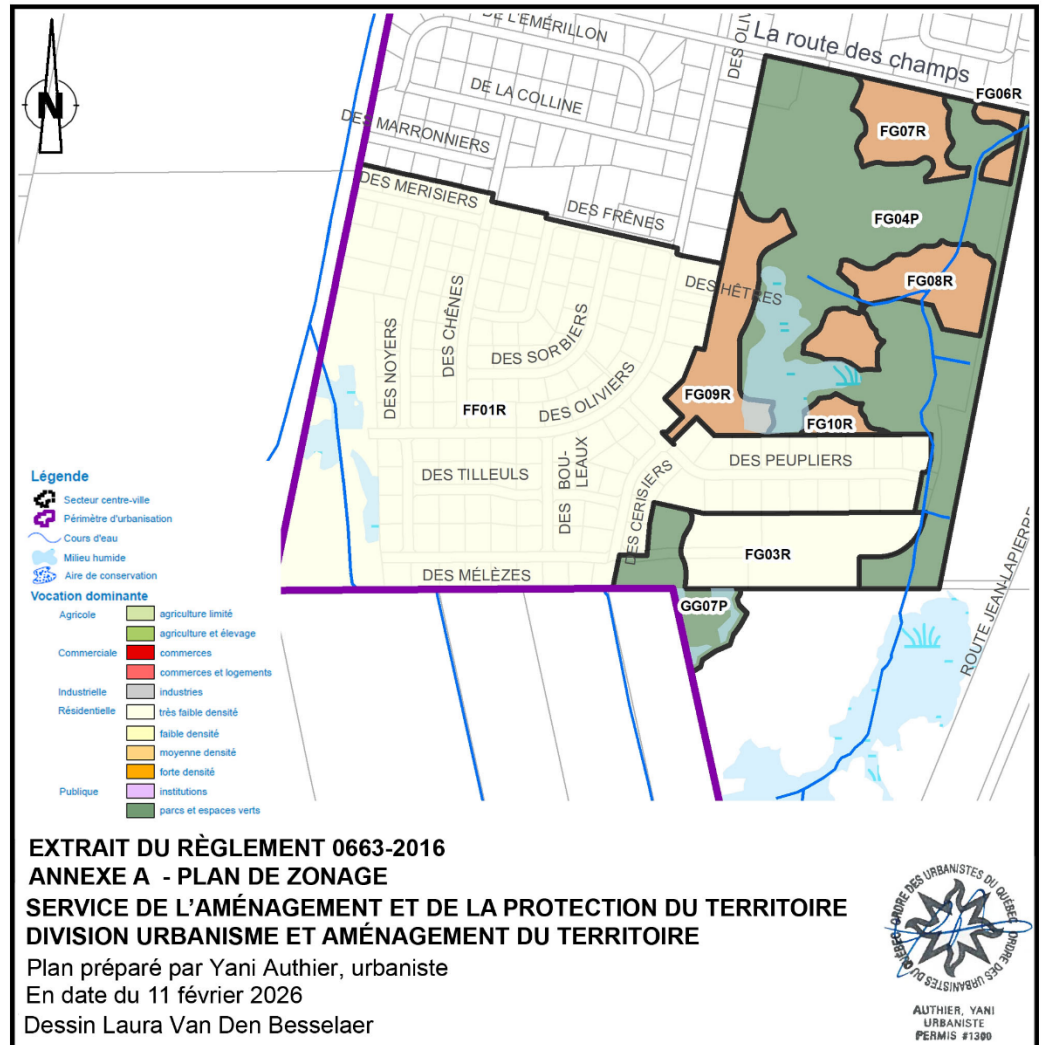 DE L'EMÉRILLON
DES OLIV
La route des champs
N
DE LA COLLINE
FG06R
DES MARRONNIERS
FG07R
DES MERISIERS
DES FRÊNES
FG04P
DES HÊTRES
FG08R
DES NOYERS
DES CHÊNES
DES SORBIERS
DES OLIVIERS
FF01R
FG09R
FG10R
DES TILLEULS
DES BOU-
LEAUX
DES CERISIERS
DES PEUPLIERS
FG03R
DES MÉLÈZES
GG07P
ROUTE JEAN-LAPIERRE
Légende
Secteur centre-ville
Périmètre d'urbanisation
Cours d'eau
Milieu humide
Aire de conservation
Vocation dominante
Agricole agriculture limité
agriculture et élevage
Commerciale commerces
commerces et logements
Industrielle industries
Résidentielle très faible densité
faible densité
moyenne densité
forte densité
Publique institutions
parcs et espaces verts
EXTRAIT DU RÈGLEMENT 0663-2016
ANNEXE A - PLAN DE ZONAGE
SERVICE DE L'AMÉNAGEMENT ET DE LA PROTECTION DU TERRITOIRE
DIVISION URBANISME ET AMÉNAGEMENT DU TERRITOIRE
Plan préparé par Yani Authier, urbaniste
En date du 11 février 2026
Dessin Laura Van Den Besselaer
ORDRE DES URBANISTES DU QUÉBEC
ORDRE DES URBANISTES DU QUÉBEC
AUTHIER, YANI
URBANISTE
PERMIS #1300